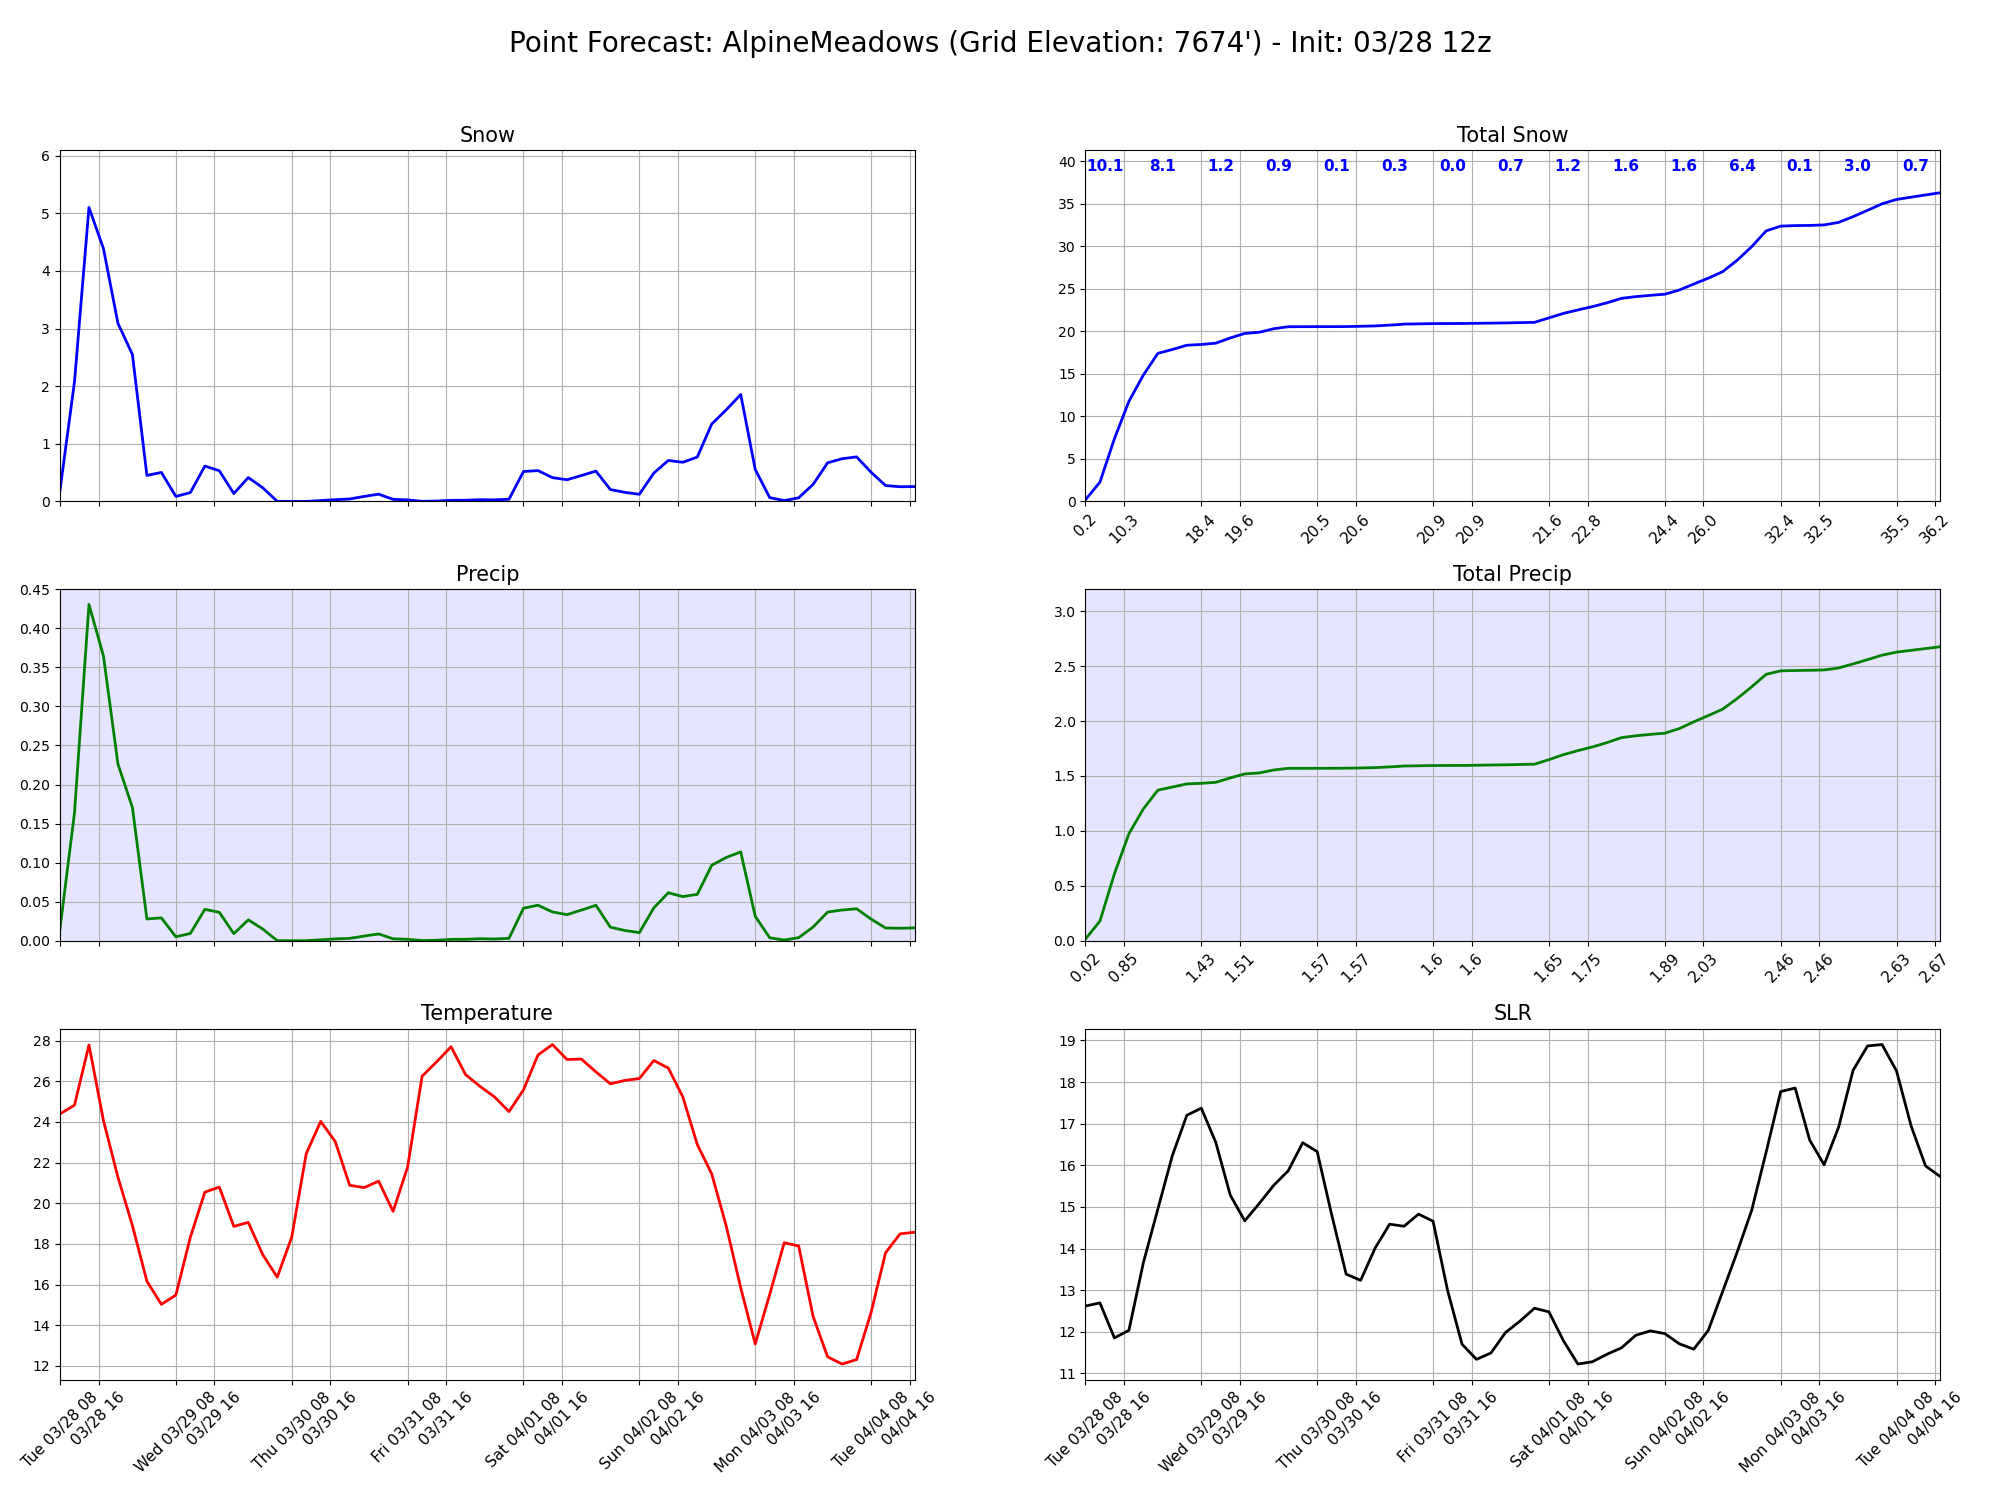 Point Forecast: AlpineMeadows (Grid Elevation: 7674') - Init: 03/28 12z
Snow
6
5
4
3
2
1
0
Total Snow
10.1 8.1 1.2 0.9 0.1 0.3 0.0 0.7 1.2 1.6 1.6 6.4 0.1 3.0 0.7
40
35
30
25
20
15
10
5
0
0.2 10.3 18.4 19.6 20.5 20.6 20.9 20.9 21.6 22.8 24.4 26.0 32.4 32.5 35.5 36.2
Precip
0.45
0.40
0.35
0.30
0.25
0.20
0.15
0.10
0.05
0.00
Total Precip
3.0
2.5
2.0
1.5
1.0
0.5
0.0
0.02 0.85 1.43 1.51 1.57 1.57 1.6 1.6 1.65 1.75 1.89 2.03 2.46 2.46 2.63 2.67
Temperature
28
26
24
22
20
18
16
14
12
Tue 03/28 08
03/28 16
Wed 03/29 08
03/29 16
Thu 03/30 08
03/30 16
Fri 03/31 08
03/31 16
Sat 04/01 08
04/01 16
Sun 04/02 08
04/02 16
Mon 04/03 08
04/03 16
Tue 04/04 08
04/04 16
SLR
19
18
17
16
15
14
13
12
11
Tue 03/28 08
03/28 16
Wed 03/29 08
03/29 16
Thu 03/30 08
03/30 16
Fri 03/31 08
03/31 16
Sat 04/01 08
04/01 16
Sun 04/02 08
04/02 16
Mon 04/03 08
04/03 16
Tue 04/04 08
04/04 16